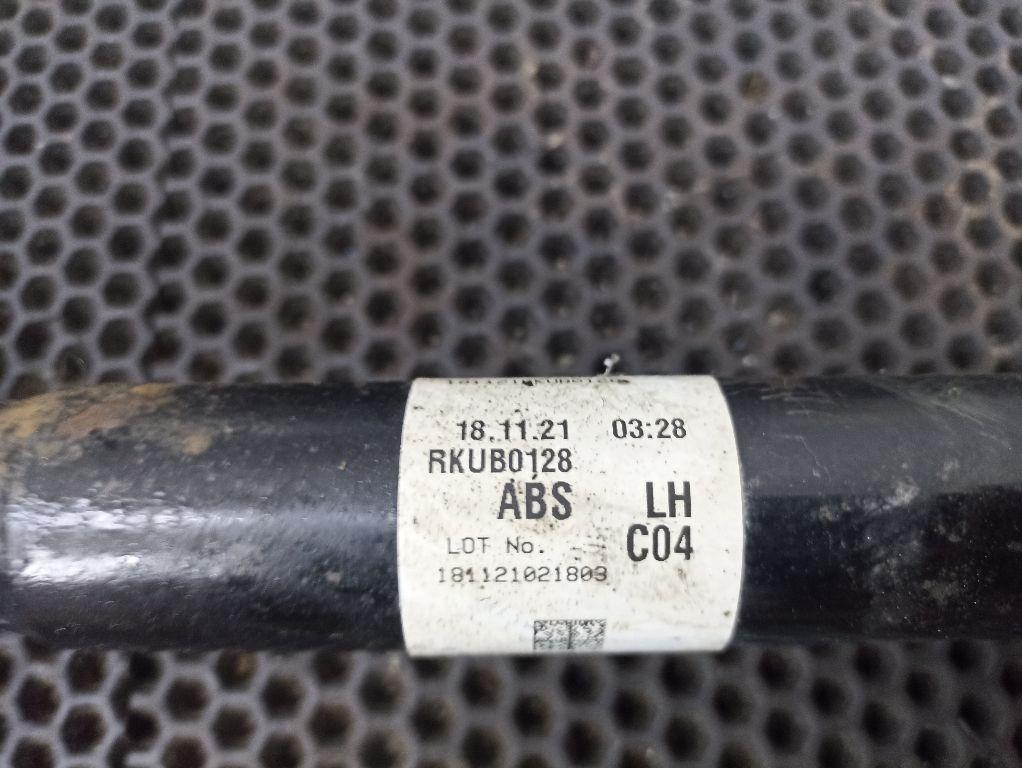 18.11.21 03:28
RKUB0128
ABS LH
C04
LOT No.
181121021803